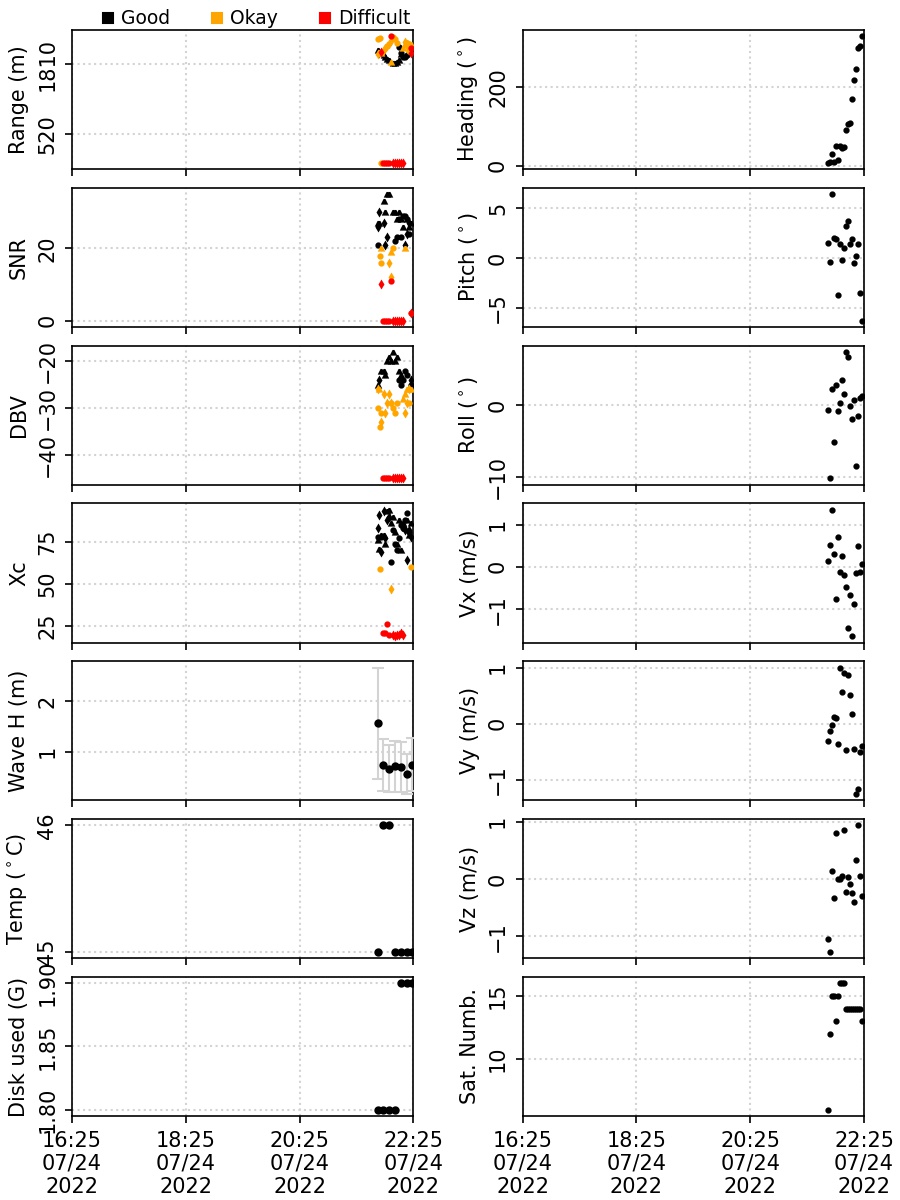 Good Okay Difficult
Range (m)
1810
520
Heading (°)
200
0
SNR
20
0
Pitch (°)
5
0
−5
DBV
−20
−30
−40
Roll (°)
0
−10
Xc
75
50
25
Vx (m/s)
1
0
−1
Wave H (m)
2
1
Vy (m/s)
1
0
−1
Temp (°C)
46
45
Vz (m/s)
1
0
−1
Disk used (G)
1.90
1.85
1.80
Sat. Numb.
15
10
16:25 18:25 20:25 22:25 16:25 18:25 20:25 22:25
07/24 07/24 07/24 07/24 07/24 07/24 07/24 07/24
2022 2022 2022 2022 2022 2022 2022 2022